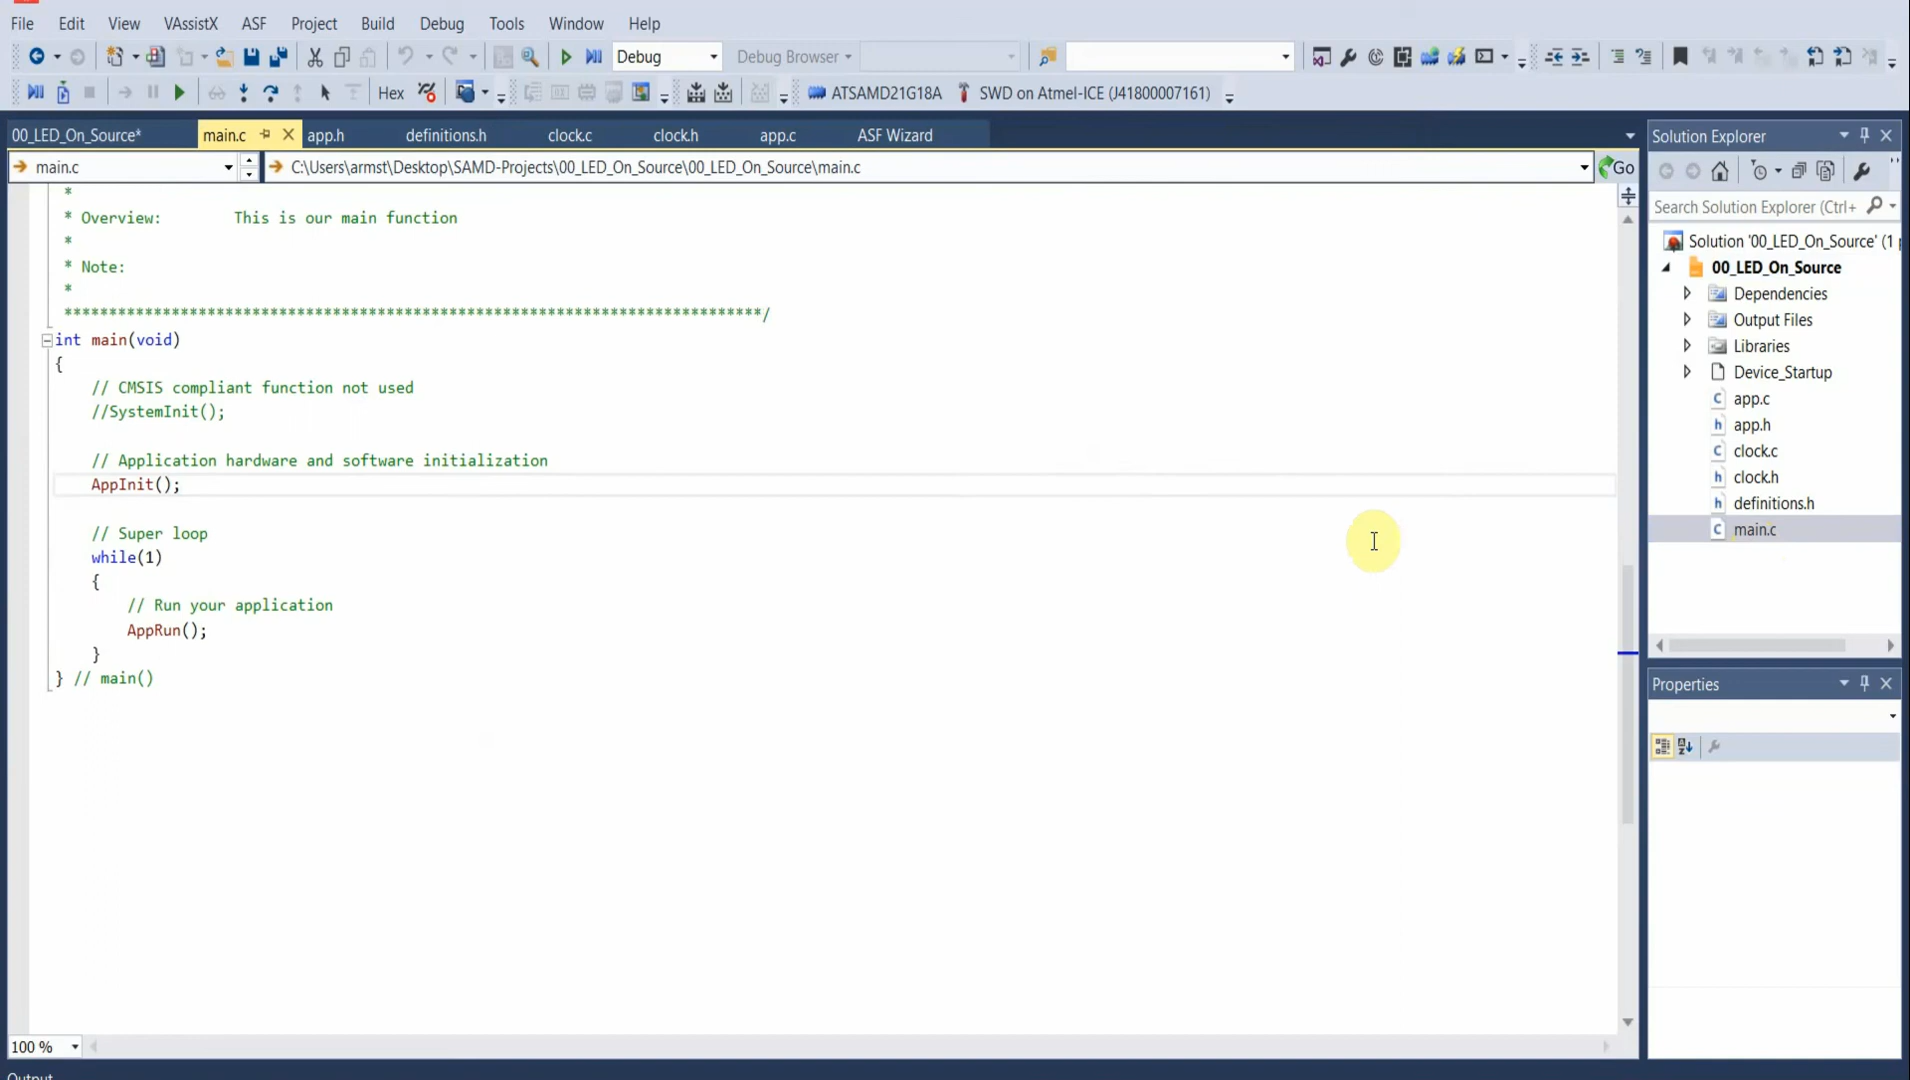 File Edit View VAssistX ASF Project Build Debug Tools Window Help
Debug Debug Browser
Hex ATSAMD21G18A SWD on Atmel-ICE (J41800007161)
00_LED_On_Source* main.c app.h definitions.h clock.c clock.h app.c ASF Wizard
main.c C:\Users\armst\Desktop\SAMD-Projects\00_LED_On_Source\00_LED_On_Source\main.c Go
*
* Overview: This is our main function
*
* Note:
*
******************************************************************************/
int main(void)
{
// CMSIS compliant function not used
//SystemInit();
// Application hardware and software initialization
AppInit();
// Super loop
while(1)
{
// Run your application
AppRun();
}
} // main()
100 %
Output
Solution Explorer
Search Solution Explorer (Ctrl+
Solution '00_LED_On_Source' (1
00_LED_On_Source
Dependencies
Output Files
Libraries
Device_Startup
app.c
app.h
clock.c
clock.h
definitions.h
main.c
Properties